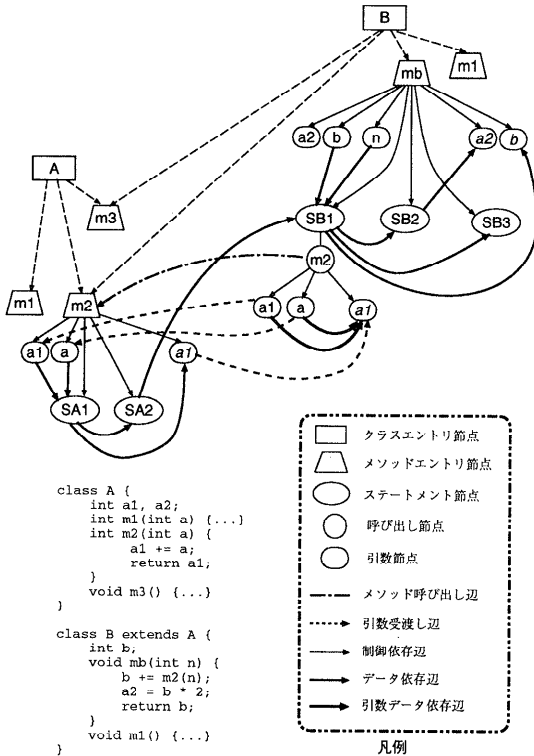 B
mb
m1
a2
b
n
a2
b
A
m3
SB1
SB2
SB3
m2
m1
m2
a1
a
a1
a1
a
a1
SA1
SA2
class A {
int a1, a2;
int m1(int a) {...}
int m2(int a) {
a1 += a;
return a1;
}
void m3() {...}
}
class B extends A {
int b;
void mb(int n) {
b += m2(n);
a2 = b * 2;
return b;
}
void m1() {...}
}
クラスエントリ節点
メソッドエントリ節点
ステートメント節点
呼び出し節点
引数節点
メソッド呼び出し辺
引数受渡し辺
制御依存辺
データ依存辺
引数データ依存辺
凡例